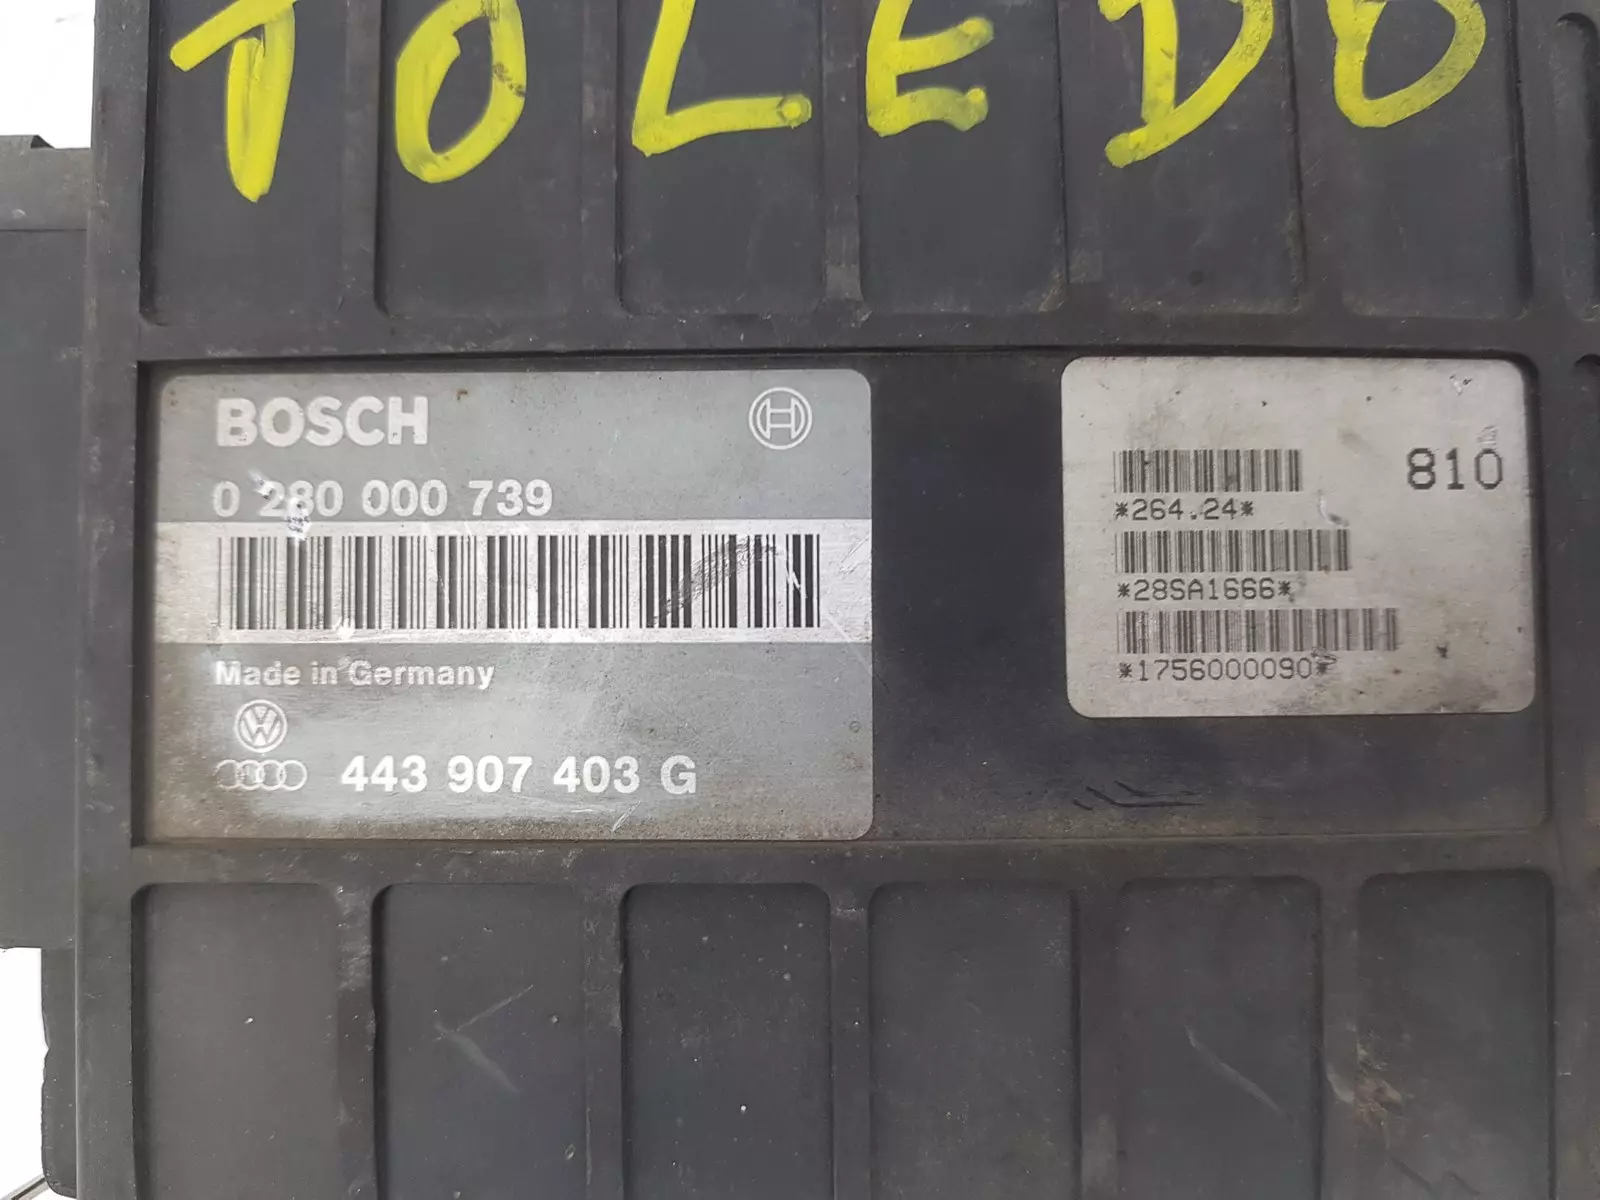 TOLEDO
BOSCH
0 280 000 739
Made in Germany
443 907 403 G
810
*264.24*
*28SA1666*
*1756000090*